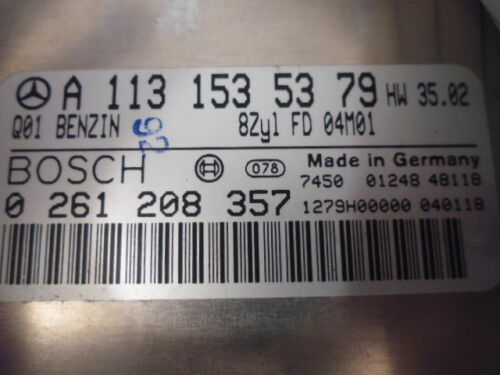 A 113 153 53 79 HW 35.02
Q01 BENZIN 92 8Zyl FD 04M01
BOSCH 078 Made in Germany
7450 01248 48118
0 261 208 357 1279H00000 040118